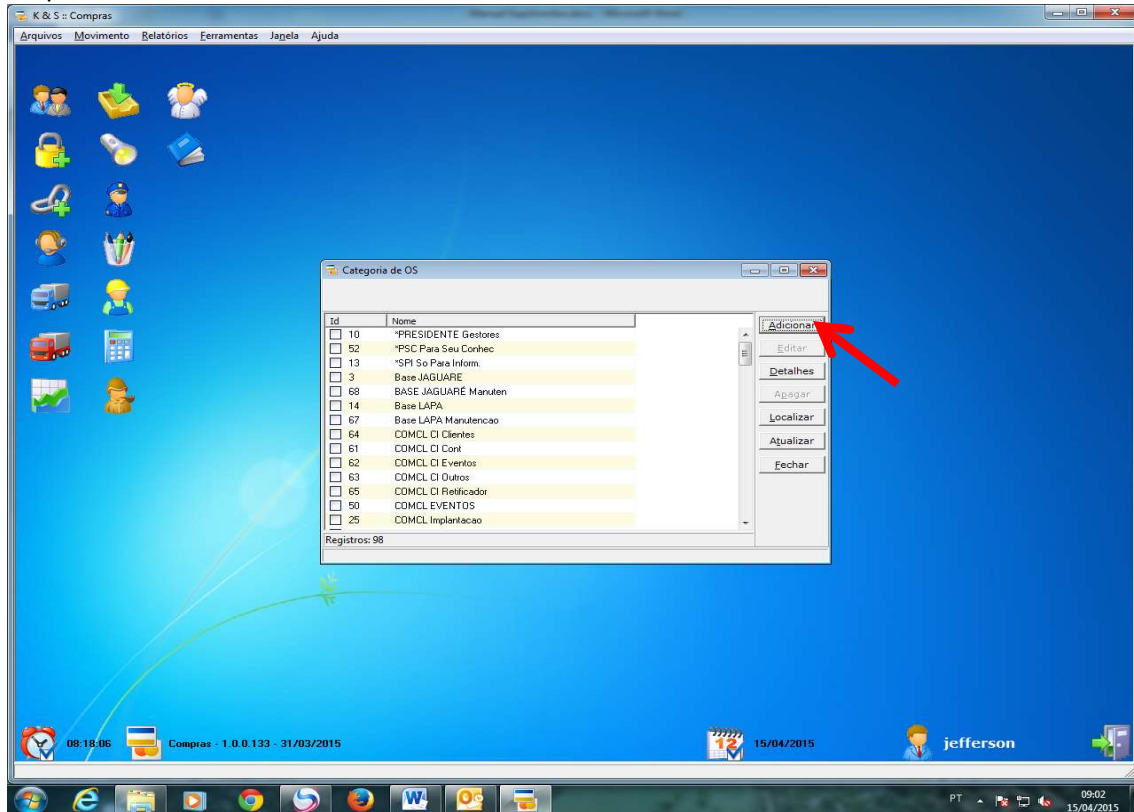 K & S :: Compras
Arquivos Movimento Relatórios Ferramentas Janela Ajuda
Categoria de OS
Id Nome
10 *PRESIDENTE Gestores
52 *PSC Para Seu Conhec
13 *SPI So Para Inform.
3 Base JAGUARE
68 BASE JAGUARÉ Manuten
14 Base LAPA
67 Base LAPA Manutencao
64 COMCL CI Clientes
61 COMCL CI Cont
62 COMCL CI Eventos
63 COMCL CI Outros
65 COMCL CI Retificador
50 COMCL EVENTOS
25 COMCL Implantacao
Adicionar
Editar
Detalhes
Apagar
Localizar
Atualizar
Fechar
Registros: 98
08:18:06 Compras - 1.0.0.133 - 31/03/2015 12 15/04/2015 jefferson
PT 09:02
15/04/2015